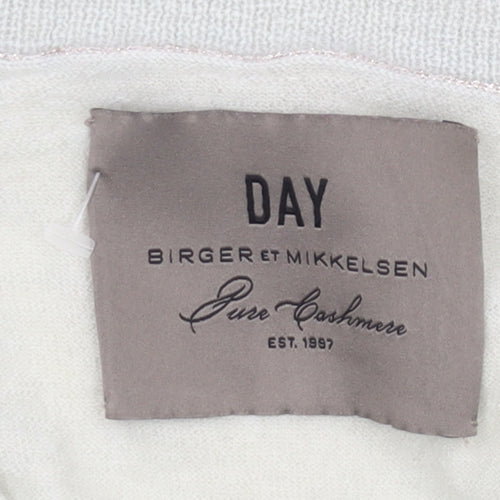 DAY
BIRGER ET MIKKELSEN
Pure Cashmere
EST. 1997